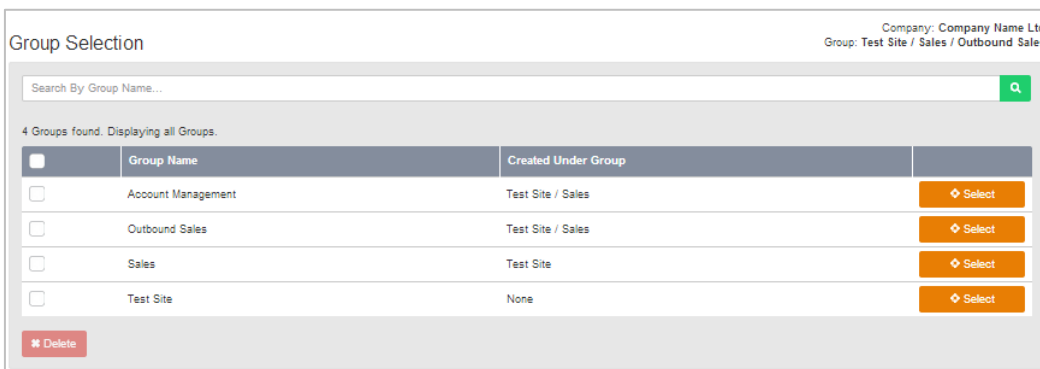 Company: Company Name Lt
Group Selection
Group: Test Site / Sales / Outbound Sale
Search By Group Name...
4 Groups found. Displaying all Groups.
Group Name Created Under Group
Account Management Test Site / Sales Select
Outbound Sales Test Site / Sales Select
Sales Test Site Select
Test Site None Select
Delete